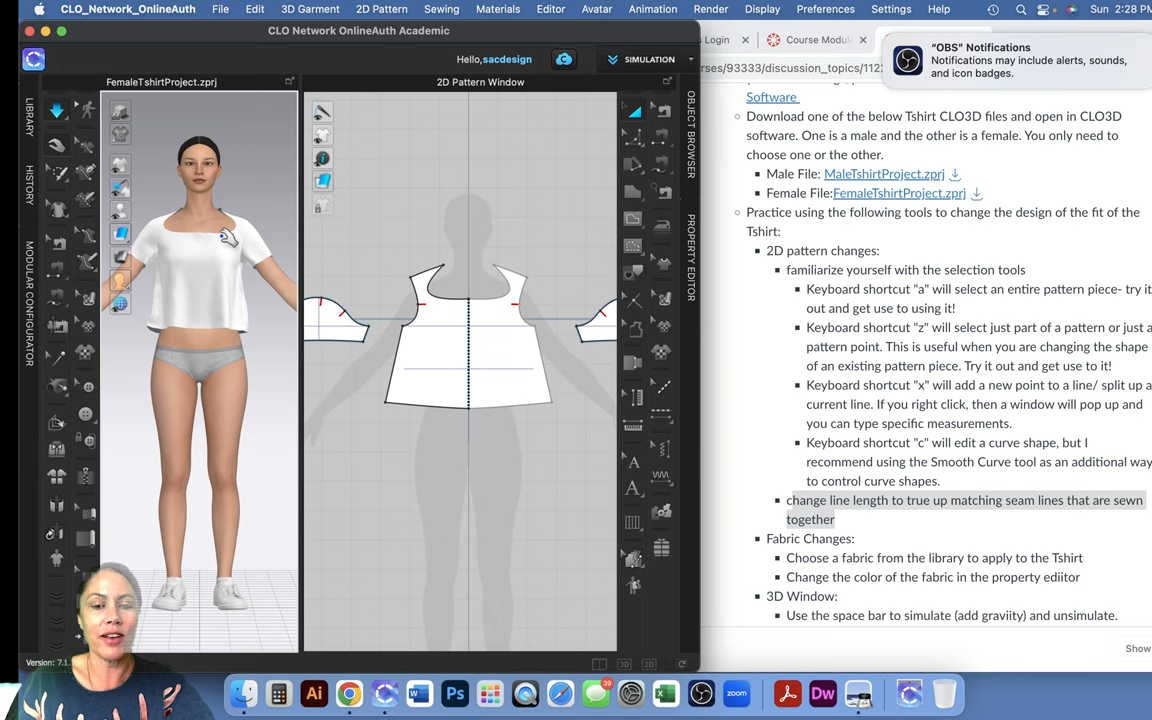 CLO_Network_OnlineAuth File Edit 3D Garment 2D Pattern Sewing Materials Editor Avatar Animation Render Display Preferences Settings Help Sun 2:28 PM
CLO Network OnlineAuth Academic
Hello,sacdesign
SIMULATION
FemaleTshirtProject.zprj
2D Pattern Window
LIBRARY
HISTORY
MODULAR CONFIGURATOR
OBJECT BROWSER
PROPERTY EDITOR
Version: 7.1.
3D
2D
Login
Course Modul
rses/93333/discussion_topics/1122
"OBS" Notifications
Notifications may include alerts, sounds,
and icon badges.
Software
Download one of the below Tshirt CLO3D files and open in CLO3D
software. One is a male and the other is a female. You only need to
choose one or the other.
Male File: MaleTshirtProject.zprj
Female File:FemaleTshirtProject.zprj
Practice using the following tools to change the design of the fit of the
Tshirt:
2D pattern changes:
familiarize yourself with the selection tools
Keyboard shortcut "a" will select an entire pattern piece- try it
out and get use to using it!
Keyboard shortcut "z" will select just part of a pattern or just a
pattern point. This is useful when you are changing the shape
of an existing pattern piece. Try it out and get use to it!
Keyboard shortcut "x" will add a new point to a line/ split up a
current line. If you right click, then a window will pop up and
you can type specific measurements.
Keyboard shortcut "c" will edit a curve shape, but I
recommend using the Smooth Curve tool as an additional way
to control curve shapes.
change line length to true up matching seam lines that are sewn
together
Fabric Changes:
Choose a fabric from the library to apply to the Tshirt
Change the color of the fabric in the property ediitor
3D Window:
Use the space bar to simulate (add graviity) and unsimulate.
Show
39
Ai
Ps
zoom
Dw